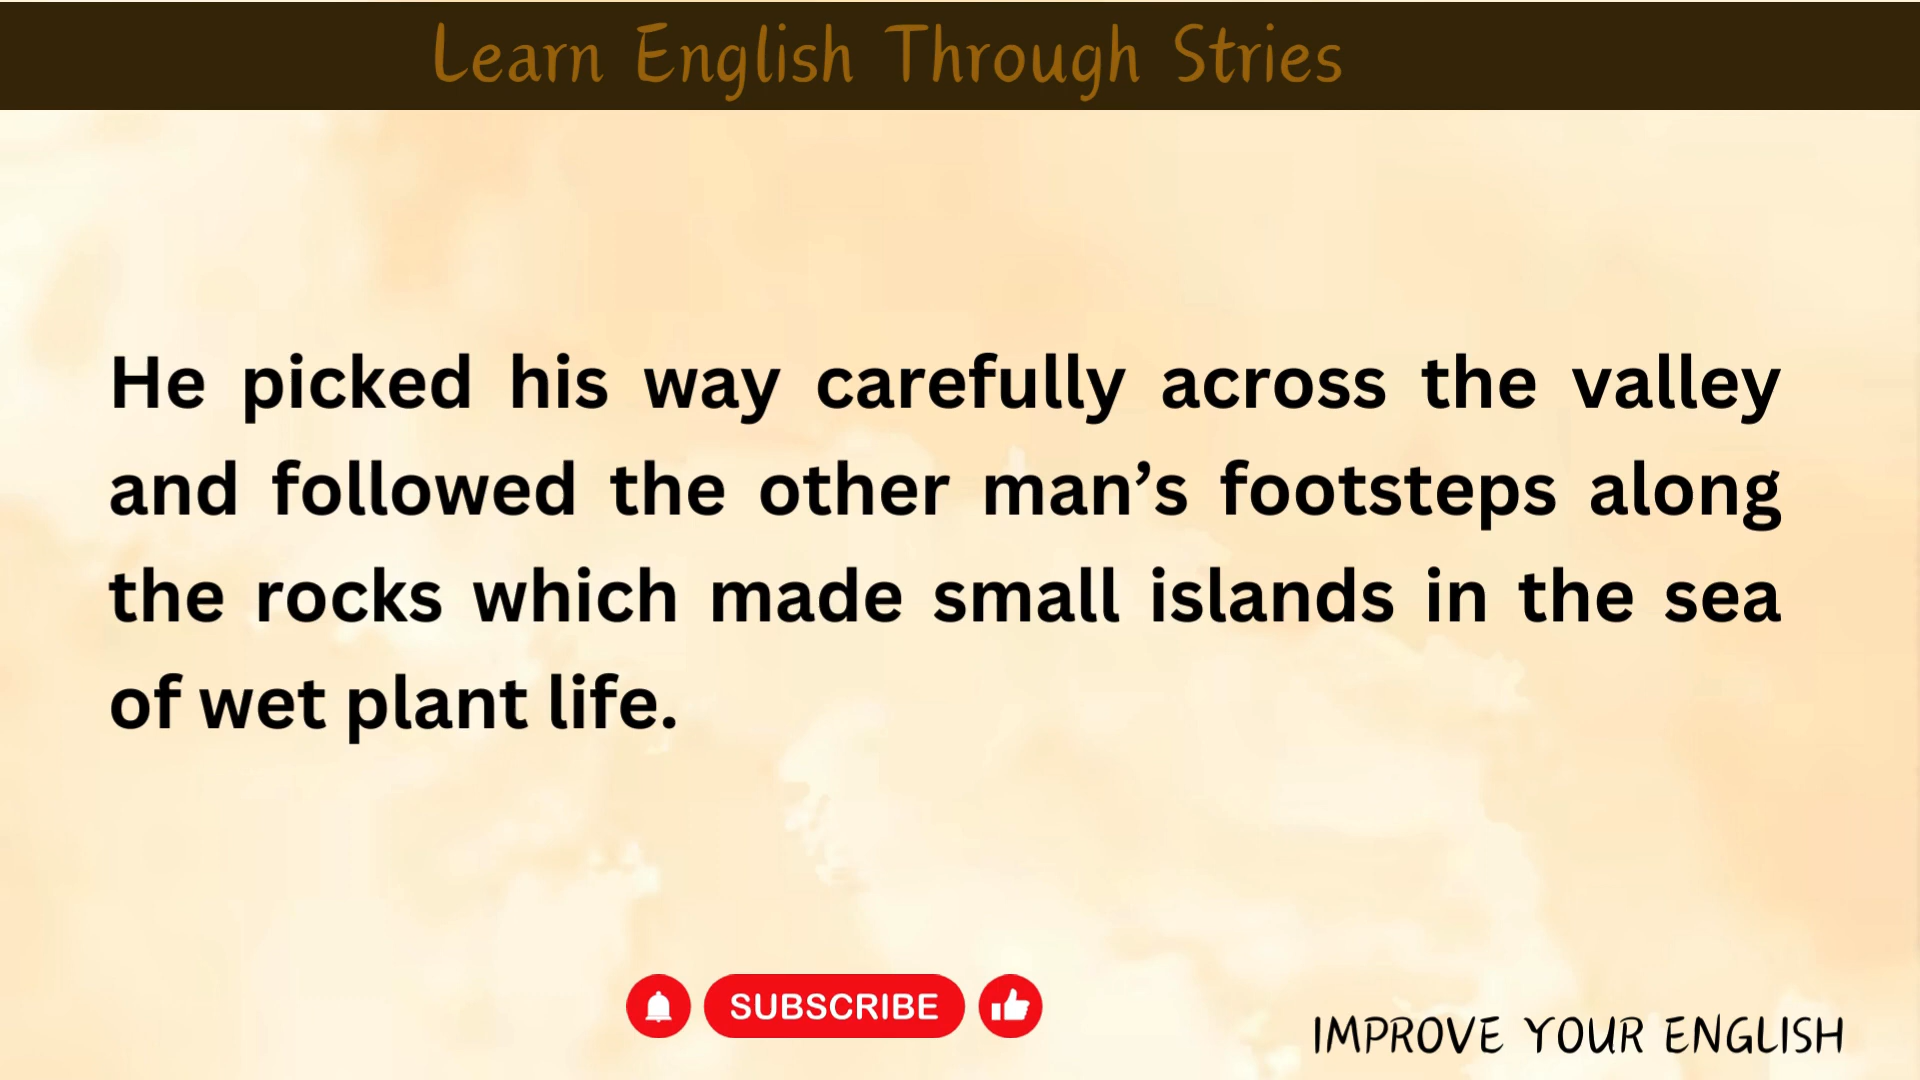 Learn English Through Stries
He picked his way carefully across the valley
and followed the other man’s footsteps along
the rocks which made small islands in the sea
of wet plant life.
SUBSCRIBE
IMPROVE YOUR ENGLISH